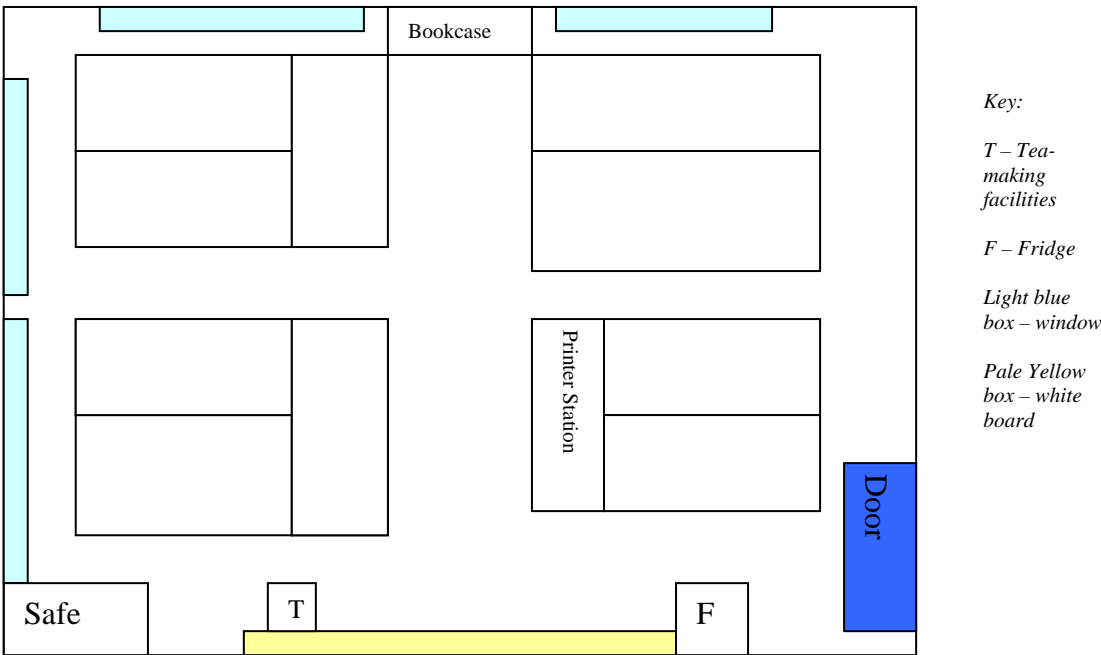 Bookcase
Key:
T – Tea-
making
facilities
F – Fridge
Light blue
box – window
Pale Yellow
box – white
board
Printer Station
Door
Safe
T
F